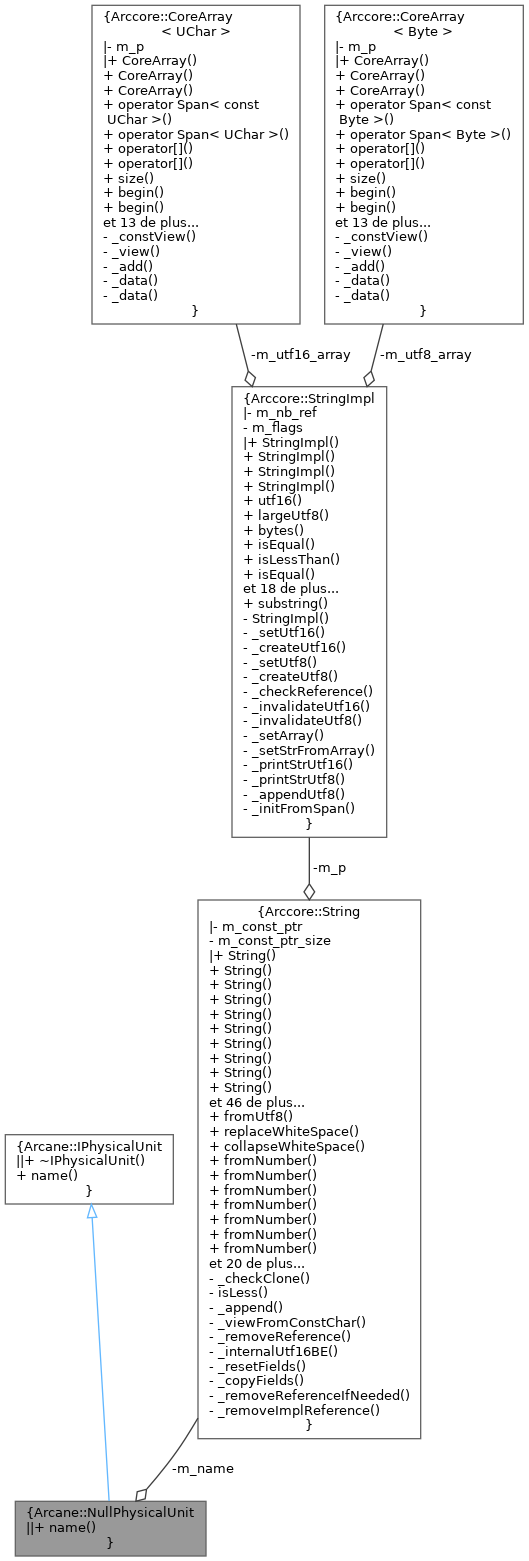 {Arccore::CoreArray
< UChar >
|- m_p
|+ CoreArray()
+ CoreArray()
+ CoreArray()
+ operator Span< const
UChar >()
+ operator Span< UChar >()
+ operator[]()
+ operator[]()
+ size()
+ begin()
+ begin()
et 13 de plus...
- _constView()
- _view()
- _add()
- _data()
- _data()
}
{Arccore::CoreArray
< Byte >
|- m_p
|+ CoreArray()
+ CoreArray()
+ CoreArray()
+ operator Span< const
Byte >()
+ operator Span< Byte >()
+ operator[]()
+ operator[]()
+ size()
+ begin()
+ begin()
et 13 de plus...
- _constView()
- _view()
- _add()
- _data()
- _data()
}
-m_utf16_array
-m_utf8_array
{Arccore::StringImpl
|- m_nb_ref
- m_flags
|+ StringImpl()
+ StringImpl()
+ StringImpl()
+ StringImpl()
+ utf16()
+ largeUtf8()
+ bytes()
+ isEqual()
+ isLessThan()
+ isEqual()
et 18 de plus...
+ substring()
- StringImpl()
- _setUtf16()
- _createUtf16()
- _setUtf8()
- _createUtf8()
- _checkReference()
- _invalidateUtf16()
- _invalidateUtf8()
- _setArray()
- _setStrFromArray()
- _printStrUtf16()
- _printStrUtf8()
- _appendUtf8()
- _initFromSpan()
}
-m_p
{Arccore::String
|- m_const_ptr
- m_const_ptr_size
|+ String()
+ String()
+ String()
+ String()
+ String()
+ String()
+ String()
+ String()
+ String()
+ String()
et 46 de plus...
+ fromUtf8()
+ replaceWhiteSpace()
+ collapseWhiteSpace()
+ fromNumber()
+ fromNumber()
+ fromNumber()
+ fromNumber()
+ fromNumber()
+ fromNumber()
+ fromNumber()
et 20 de plus...
- _checkClone()
- isLess()
- _append()
- _viewFromConstChar()
- _removeReference()
- _internalUtf16BE()
- _resetFields()
- _copyFields()
- _removeReferenceIfNeeded()
- _removeImplReference()
}
{Arcane::IPhysicalUnit
||+ ~IPhysicalUnit()
+ name()
}
-m_name
{Arcane::NullPhysicalUnit
||+ name()
}